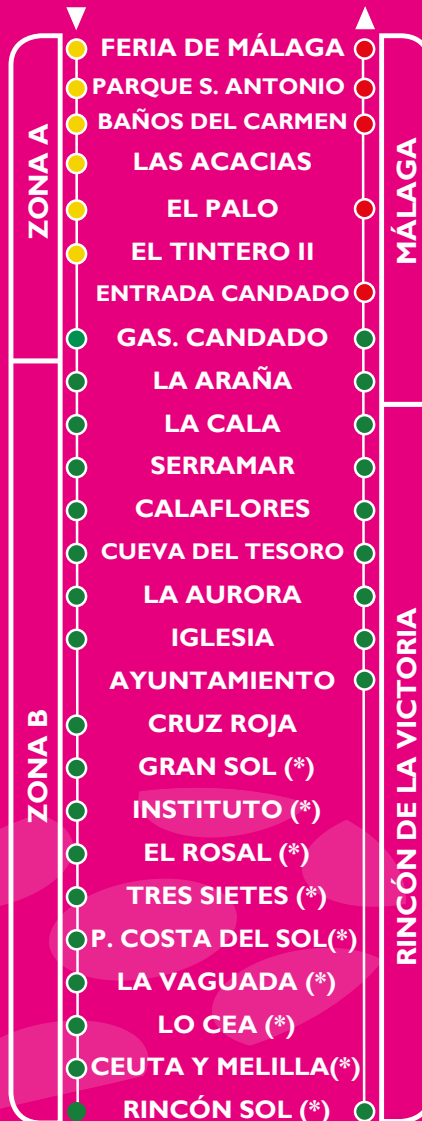 FERIA DE MÁLAGA
PARQUE S. ANTONIO
BAÑOS DEL CARMEN
LAS ACACIAS
EL PALO
EL TINTERO II
ENTRADA CANDADO
GAS. CANDADO
LA ARAÑA
LA CALA
SERRAMAR
CALAFLORES
CUEVA DEL TESORO
LA AURORA
IGLESIA
AYUNTAMIENTO
CRUZ ROJA
GRAN SOL (*)
INSTITUTO (*)
EL ROSAL (*)
TRES SIETES (*)
P. COSTA DEL SOL(*)
LA VAGUADA (*)
LO CEA (*)
CEUTA Y MELILLA(*)
RINCÓN SOL (*)
ZONA A
ZONA B
MÁLAGA
RINCÓN DE LA VICTORIA